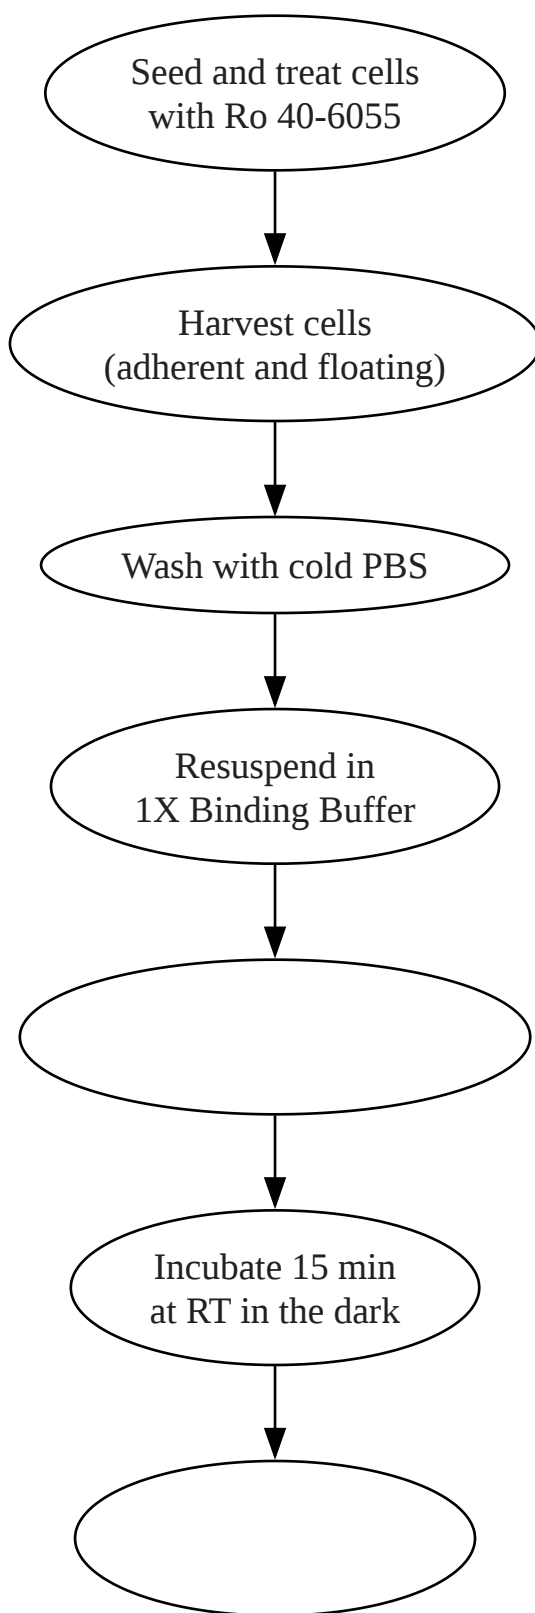 Seed and treat cells
with Ro 40-6055
Harvest cells
(adherent and floating)
Wash with cold PBS
Resuspend in
1X Binding Buffer
Incubate 15 min
at RT in the dark